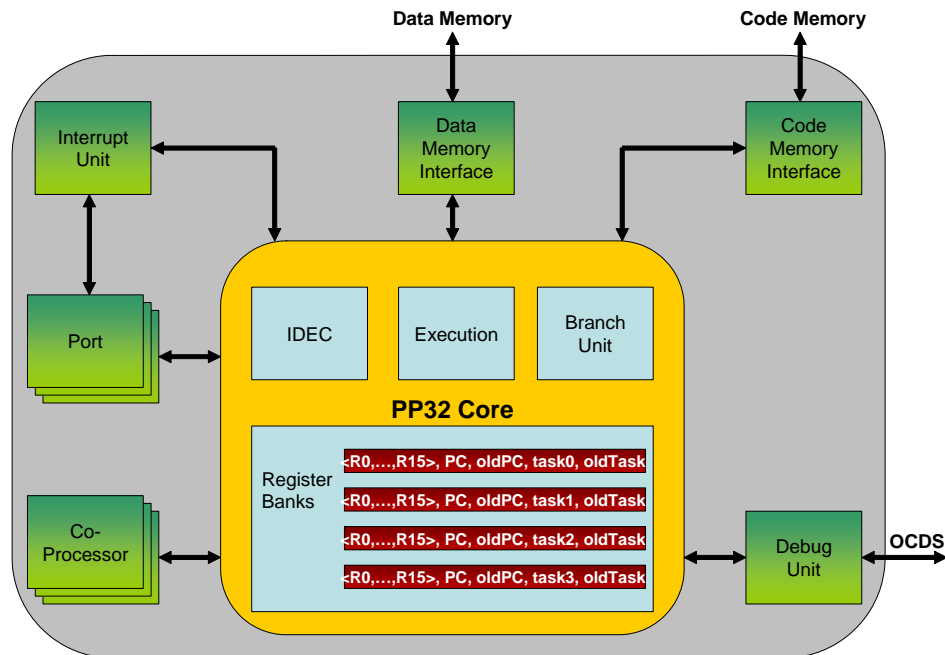 Data Memory
Code Memory
Interrupt
Unit
Data
Memory
Interface
Code
Memory
Interface
Port
IDEC
Execution
Branch
Unit
PP32 Core
Register
Banks
<R0,...,R15>, PC, oldPC, task0, oldTask
<R0,...,R15>, PC, oldPC, task1, oldTask
<R0,...,R15>, PC, oldPC, task2, oldTask
<R0,...,R15>, PC, oldPC, task3, oldTask
Co-
Processor
Debug
Unit
OCDS